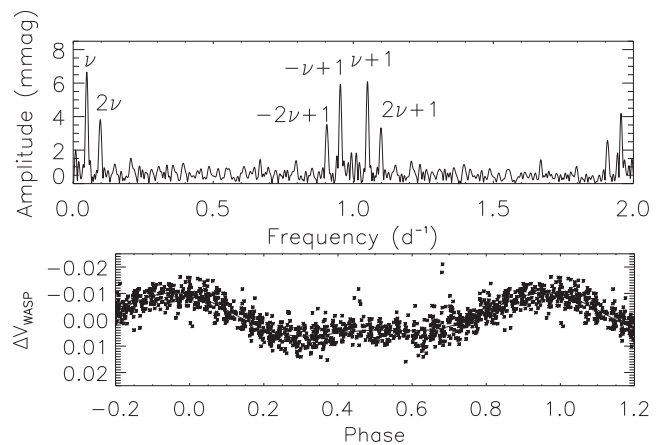 8
6
4
2
0
Amplitude (mmag)
ν
2ν
−2ν+1
−ν+1
ν+1
2ν+1
0.0 0.5 1.0 1.5 2.0
Frequency (d⁻¹)
−0.02
−0.01
0.00
0.01
0.02
ΔV_WASP
−0.2 0.0 0.2 0.4 0.6 0.8 1.0 1.2
Phase